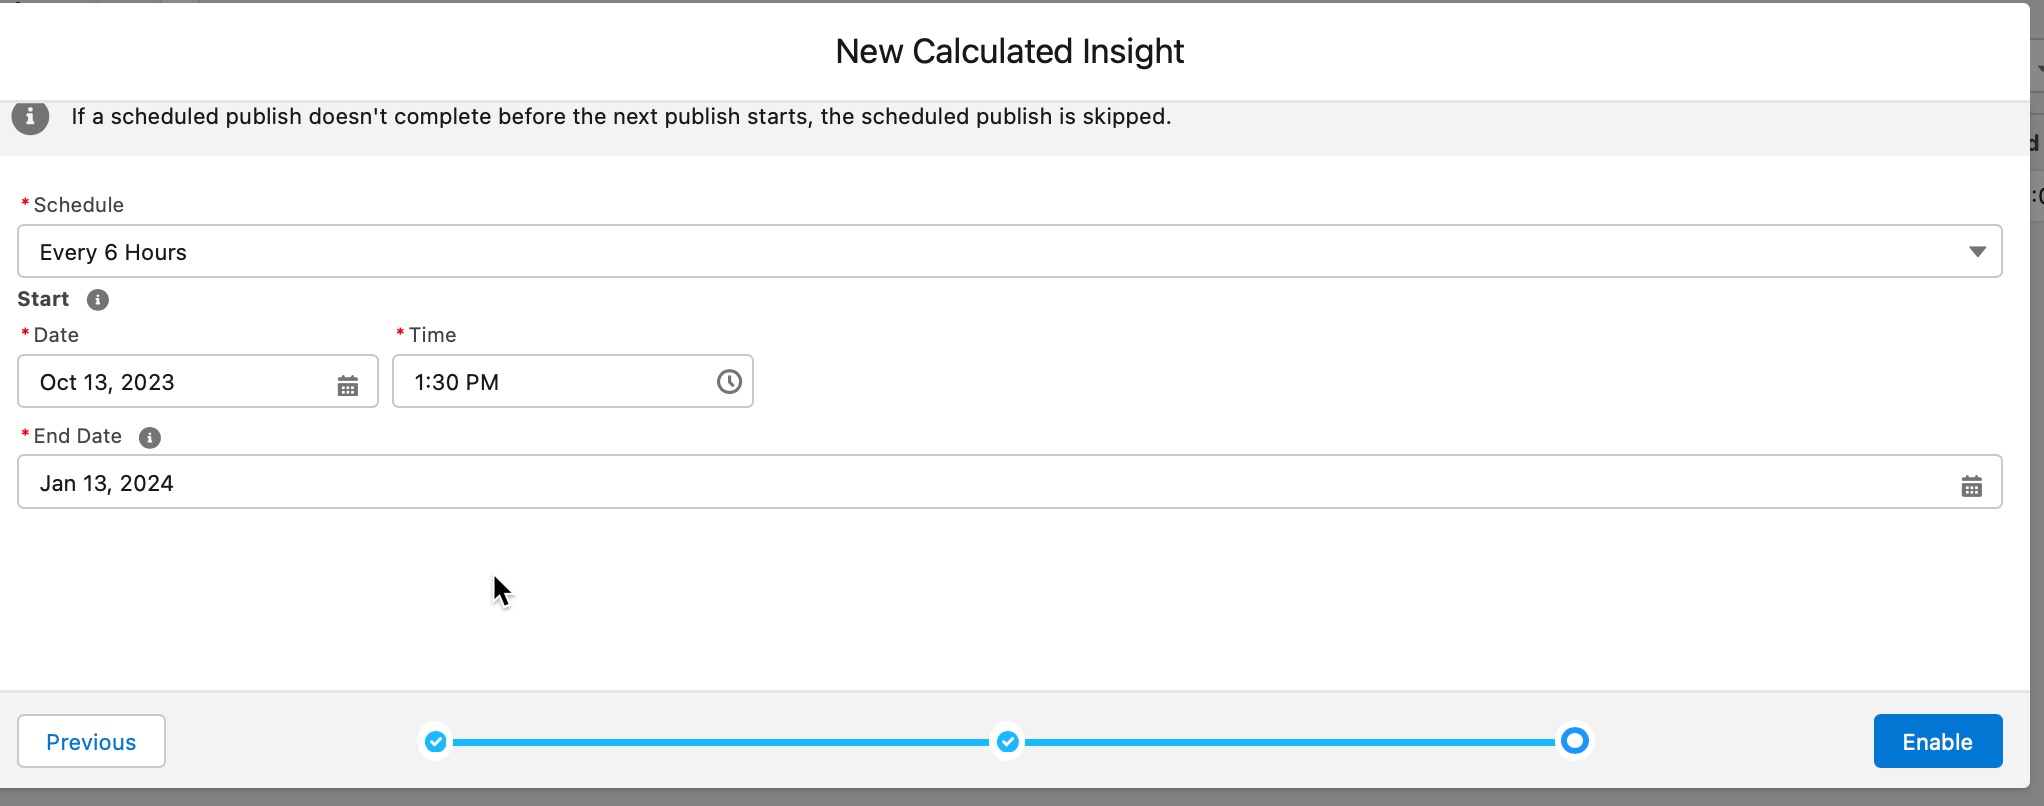 New Calculated Insight
If a scheduled publish doesn't complete before the next publish starts, the scheduled publish is skipped.
* Schedule
Every 6 Hours
Start
* Date * Time
Oct 13, 2023 1:30 PM
* End Date
Jan 13, 2024
Previous Enable